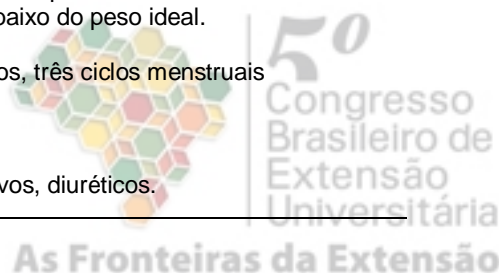 baixo do peso ideal.
os, três ciclos menstruais
vos, diuréticos.
5º
Congresso
Brasileiro de
Extensão
Universitária
As Fronteiras da Extensão